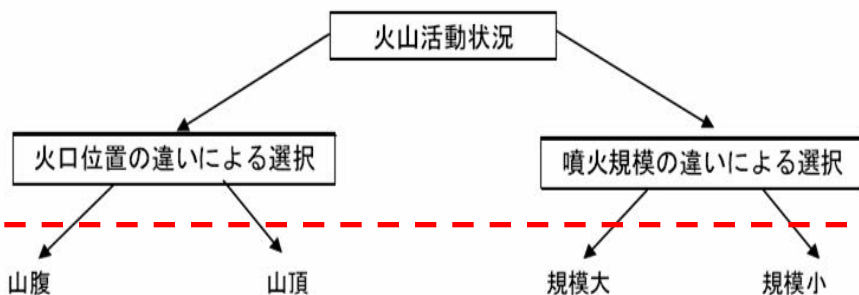 火山活動状況
火口位置の違いによる選択
噴火規模の違いによる選択
山腹
山頂
規模大
規模小